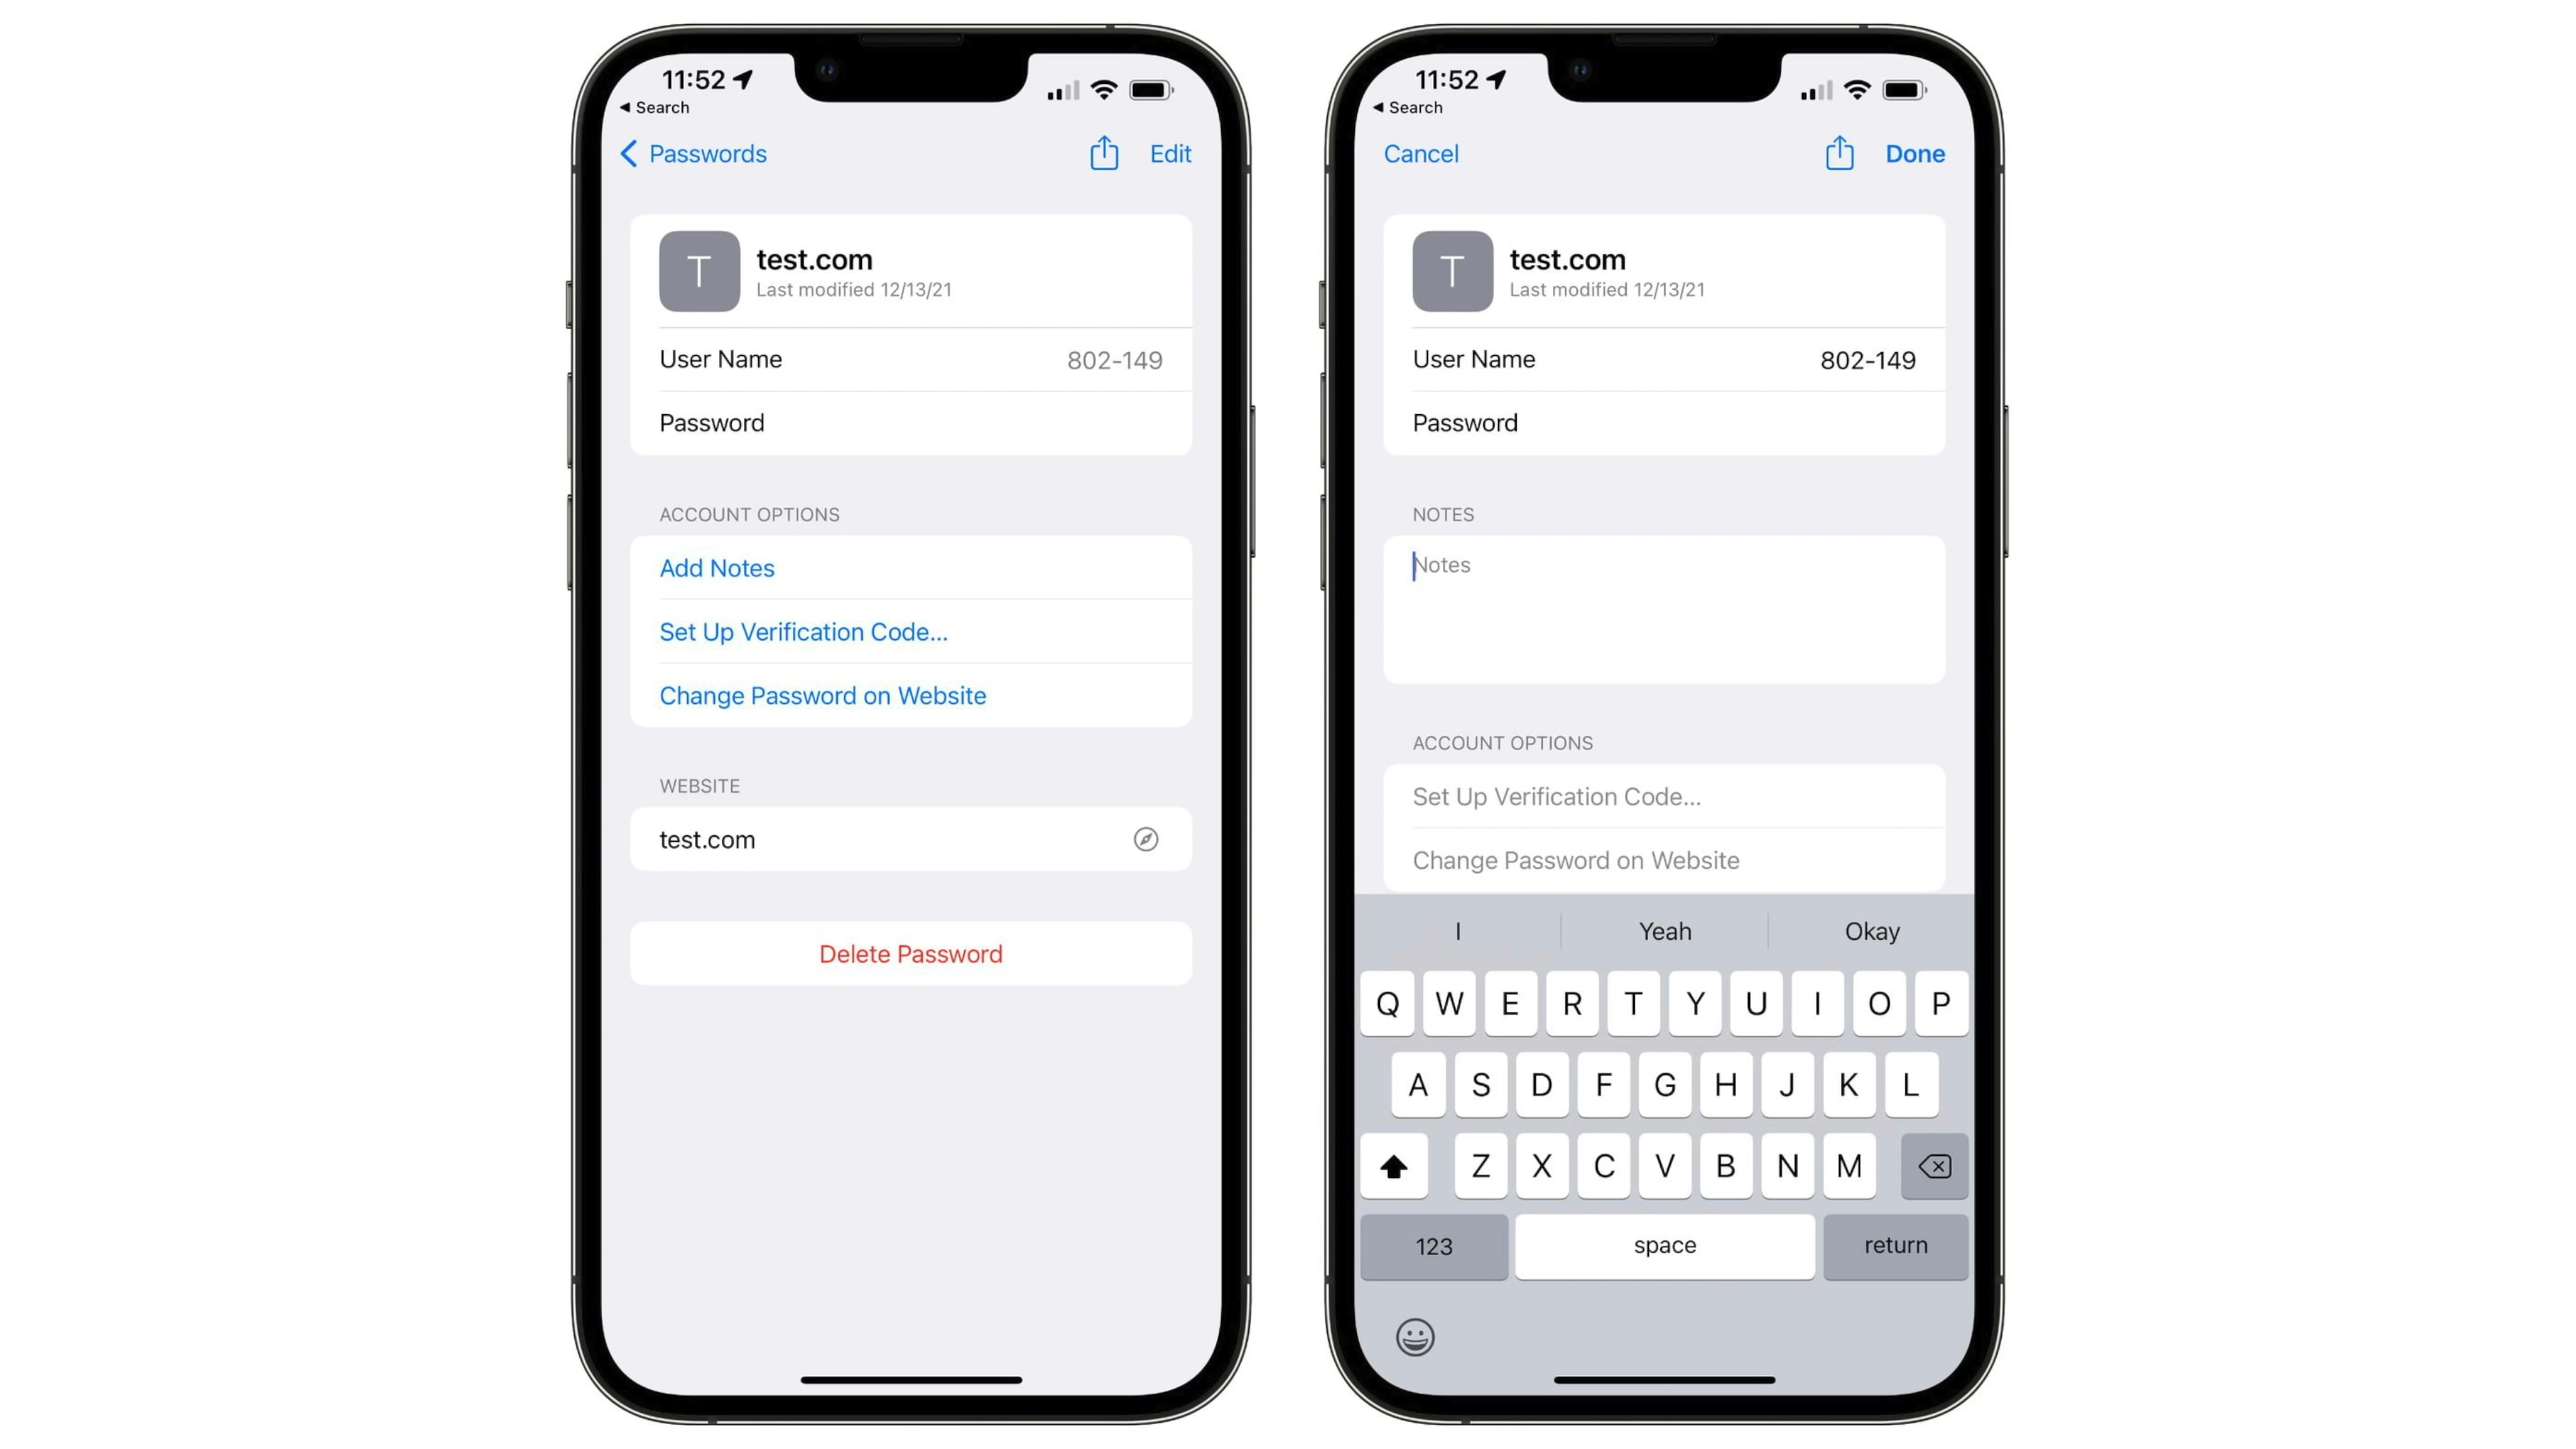 11:52
Search
Passwords
Edit
T
test.com
Last modified 12/13/21
User Name 802-149
Password
ACCOUNT OPTIONS
Add Notes
Set Up Verification Code...
Change Password on Website
WEBSITE
test.com
Delete Password
11:52
Search
Cancel
Done
T
test.com
Last modified 12/13/21
User Name 802-149
Password
NOTES
Notes
ACCOUNT OPTIONS
Set Up Verification Code...
Change Password on Website
I Yeah Okay
Q W E R T Y U I O P
A S D F G H J K L
Z X C V B N M
123 space return